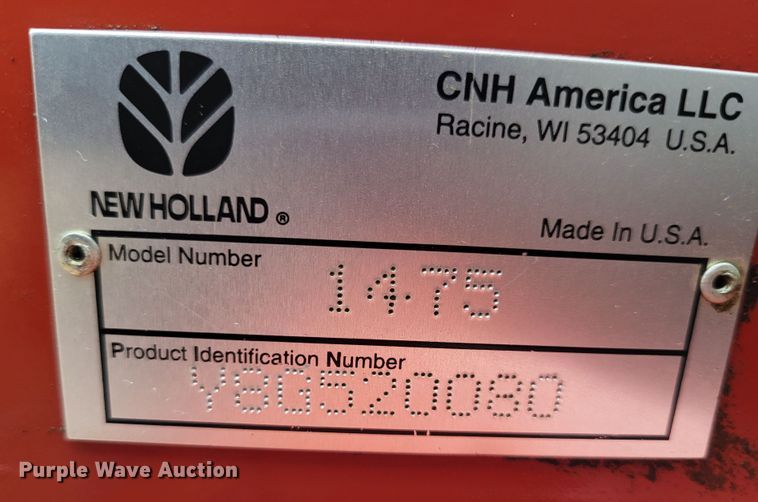 CNH America LLC
Racine, WI 53404 U.S.A.
NEW HOLLAND ®
Made In U.S.A.
Model Number
1475
Product Identification Number
Y8G520080
Purple Wave Auction